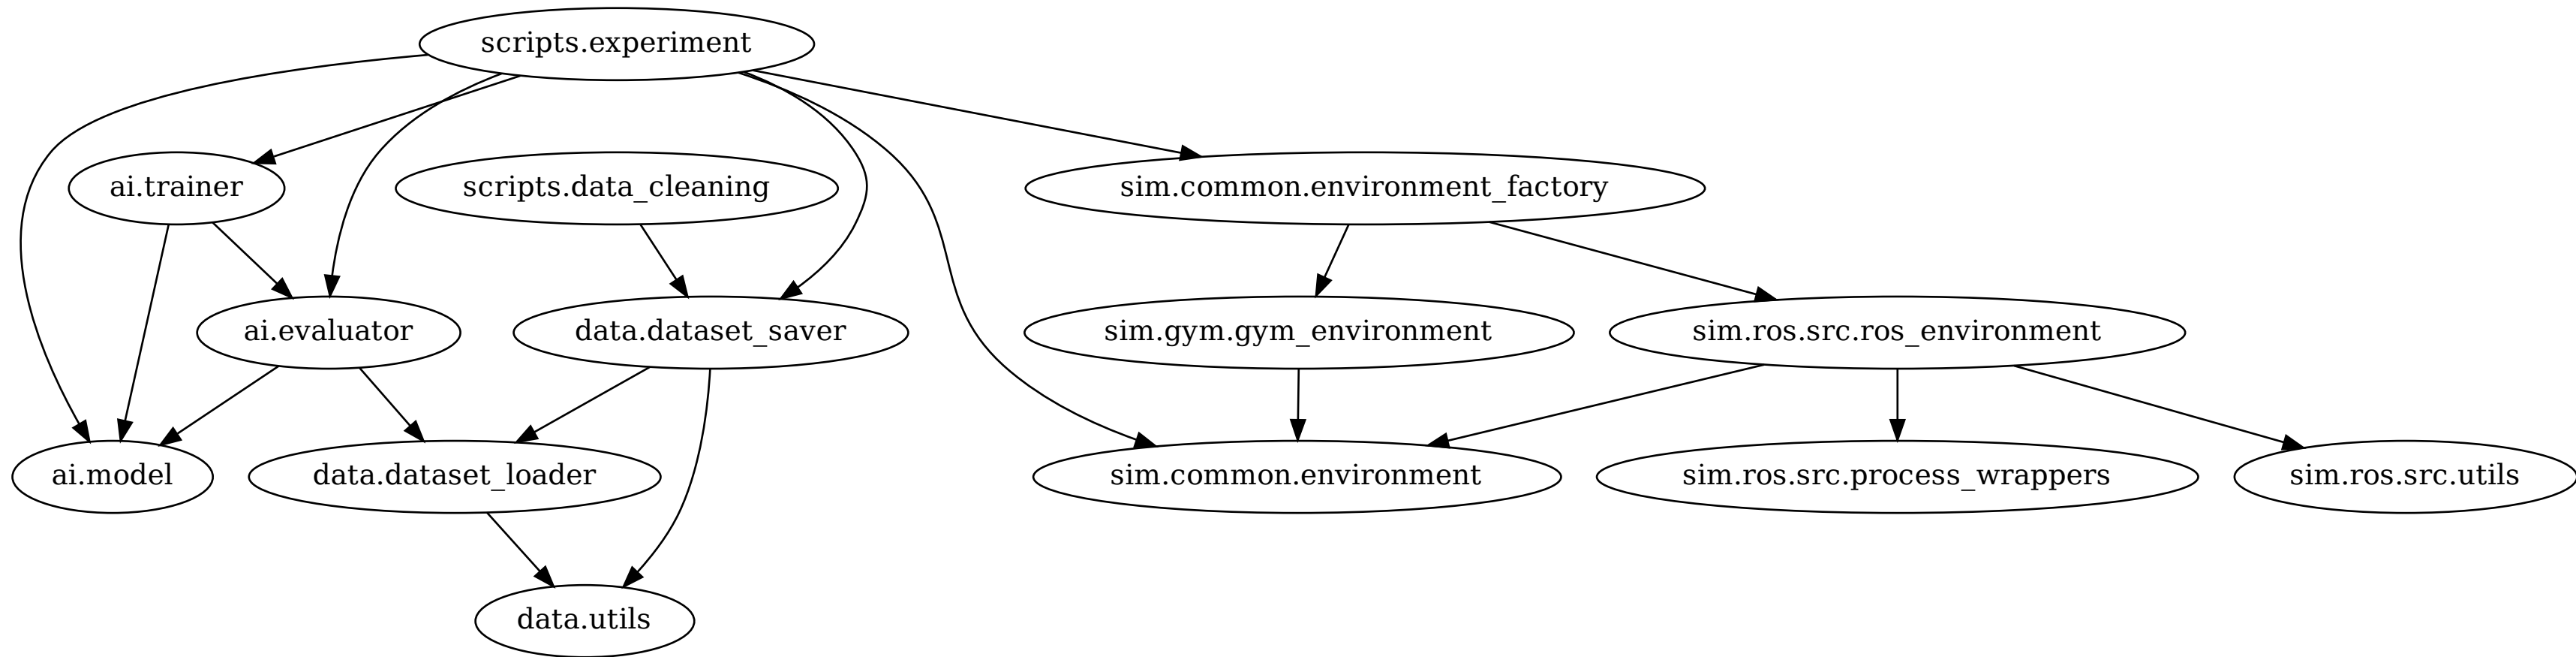 scripts.experiment
ai.trainer
scripts.data_cleaning
sim.common.environment_factory
ai.evaluator
data.dataset_saver
sim.gym.gym_environment
sim.ros.src.ros_environment
ai.model
data.dataset_loader
sim.common.environment
sim.ros.src.process_wrappers
sim.ros.src.utils
data.utils